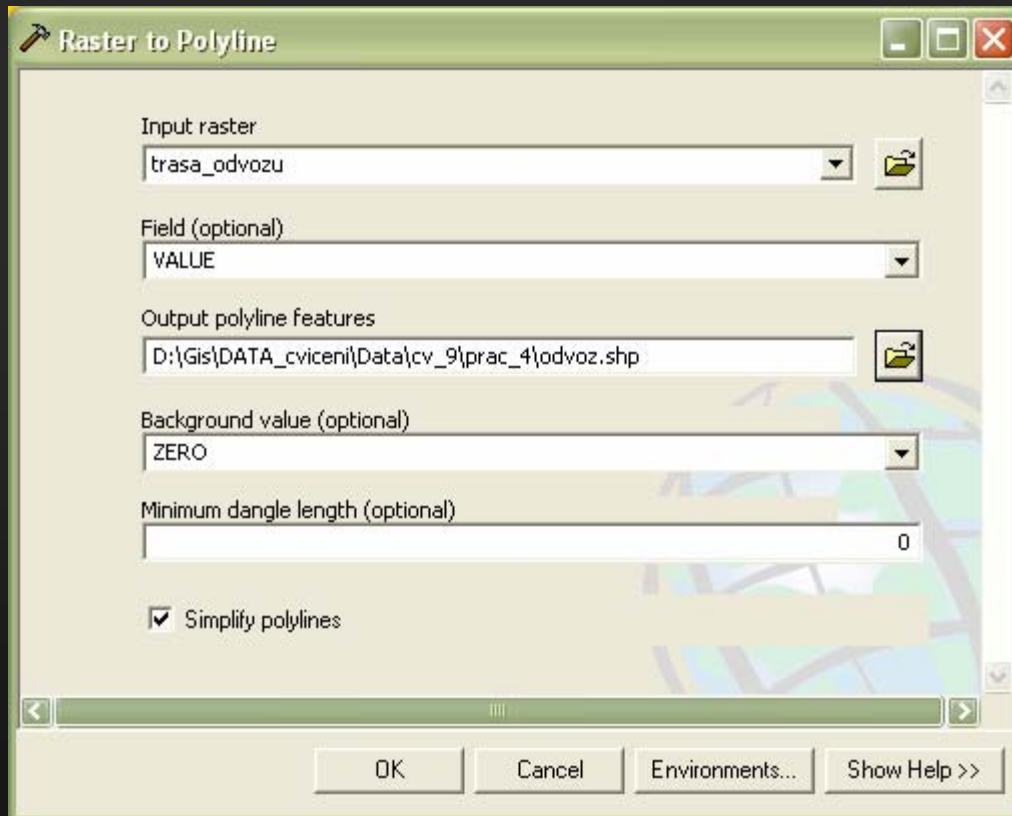 Raster to Polyline
Input raster
trasa_odvozu
Field (optional)
VALUE
Output polyline features
D:\Gis\DATA_cviceni\Data\cv_9\prac_4\odvoz.shp
Background value (optional)
ZERO
Minimum dangle length (optional)
0
Simplify polylines
OK Cancel Environments... Show Help >>